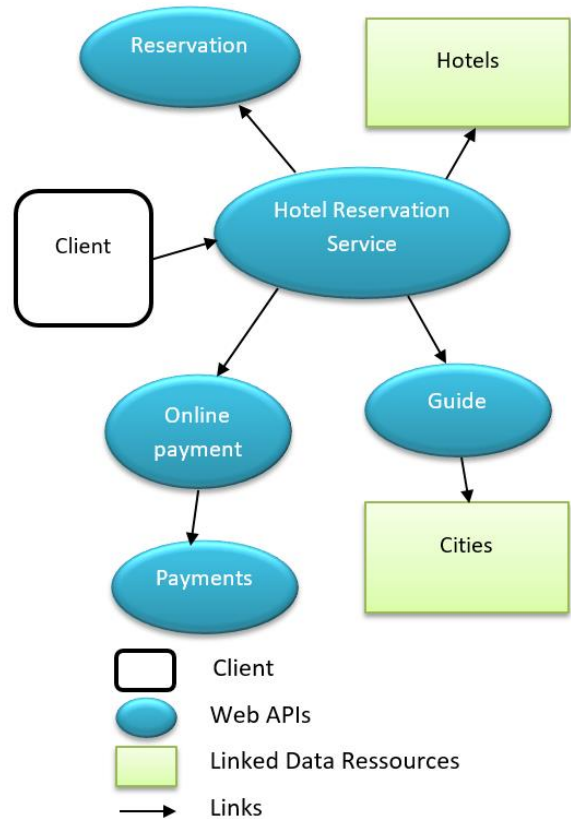 Reservation
Hotels
Hotel Reservation
Service
Client
Online
payment
Guide
Payments
Cities
Client
Web APIs
Linked Data Ressources
Links